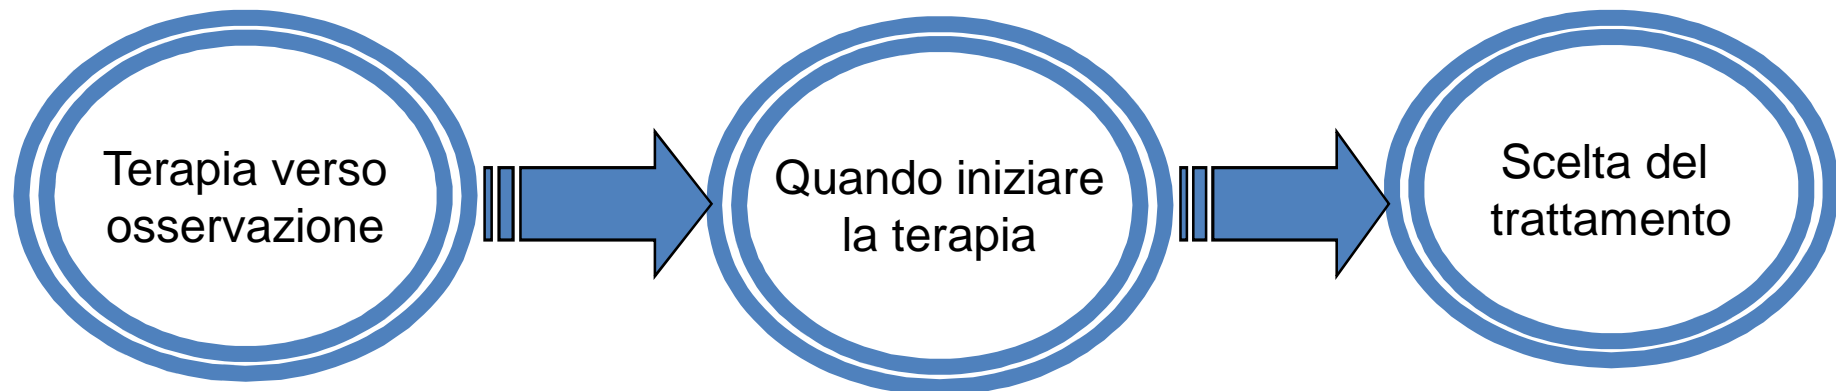 Terapia verso
osservazione
Quando iniziare
la terapia
Scelta del
trattamento